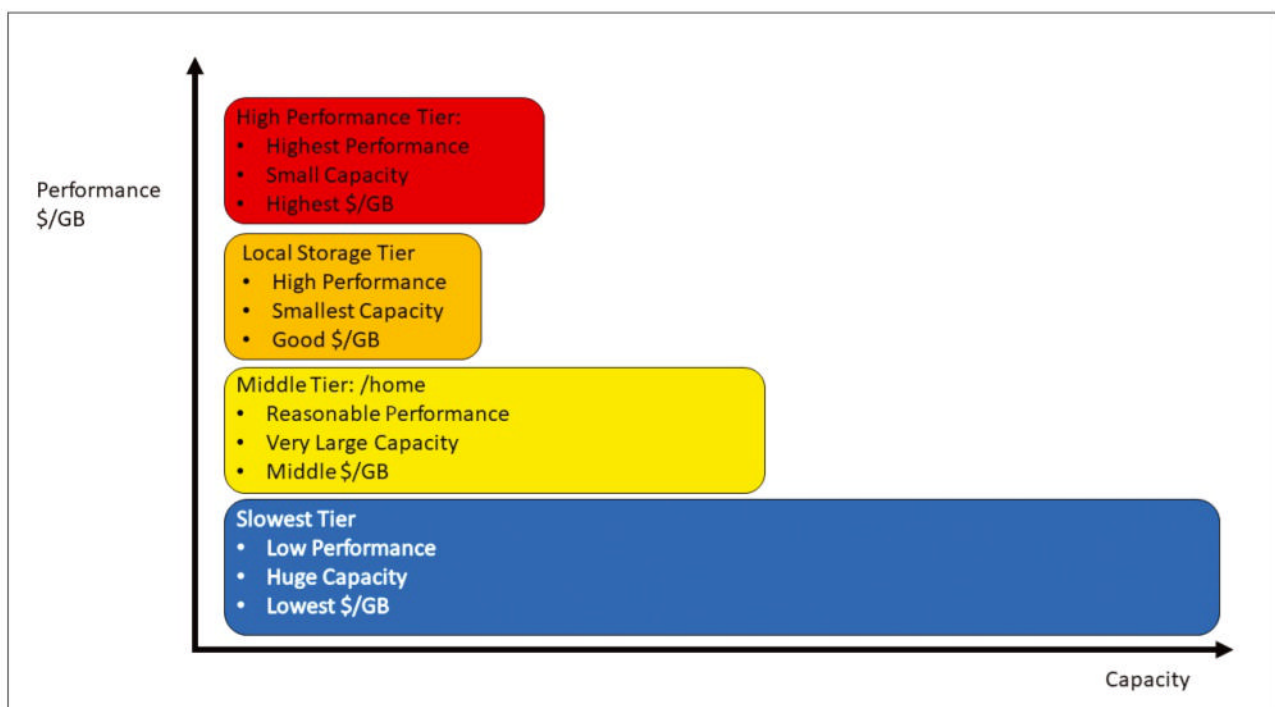 High Performance Tier:
• Highest Performance
• Small Capacity
• Highest $/GB
Performance
$/GB
Local Storage Tier
• High Performance
• Smallest Capacity
• Good $/GB
Middle Tier: /home
• Reasonable Performance
• Very Large Capacity
• Middle $/GB
Slowest Tier
• Low Performance
• Huge Capacity
• Lowest $/GB
Capacity